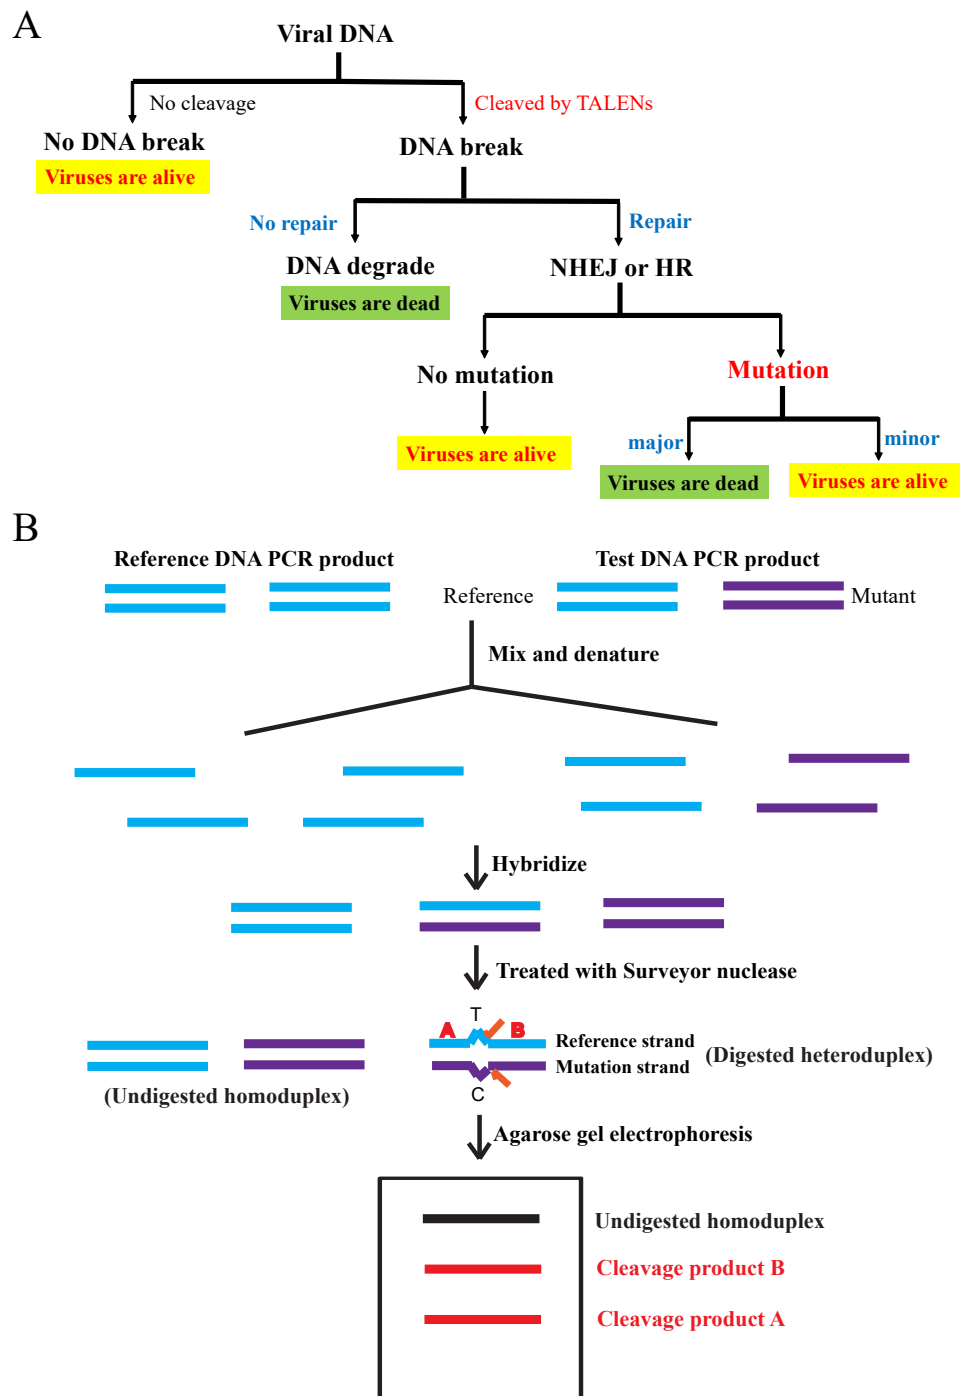 A
Viral DNA
No cleavage
Cleaved by TALENs
No DNA break
DNA break
Viruses are alive
No repair
Repair
DNA degrade
NHEJ or HR
Viruses are dead
No mutation
Mutation
major
minor
Viruses are alive
Viruses are dead
Viruses are alive
B
Reference DNA PCR product
Test DNA PCR product
Reference
Mutant
Mix and denature
Hybridize
Treated with Surveyor nuclease
T
A
B
Reference strand
Mutation strand
(Digested heteroduplex)
(Undigested homoduplex)
C
Agarose gel electrophoresis
Undigested homoduplex
Cleavage product B
Cleavage product A